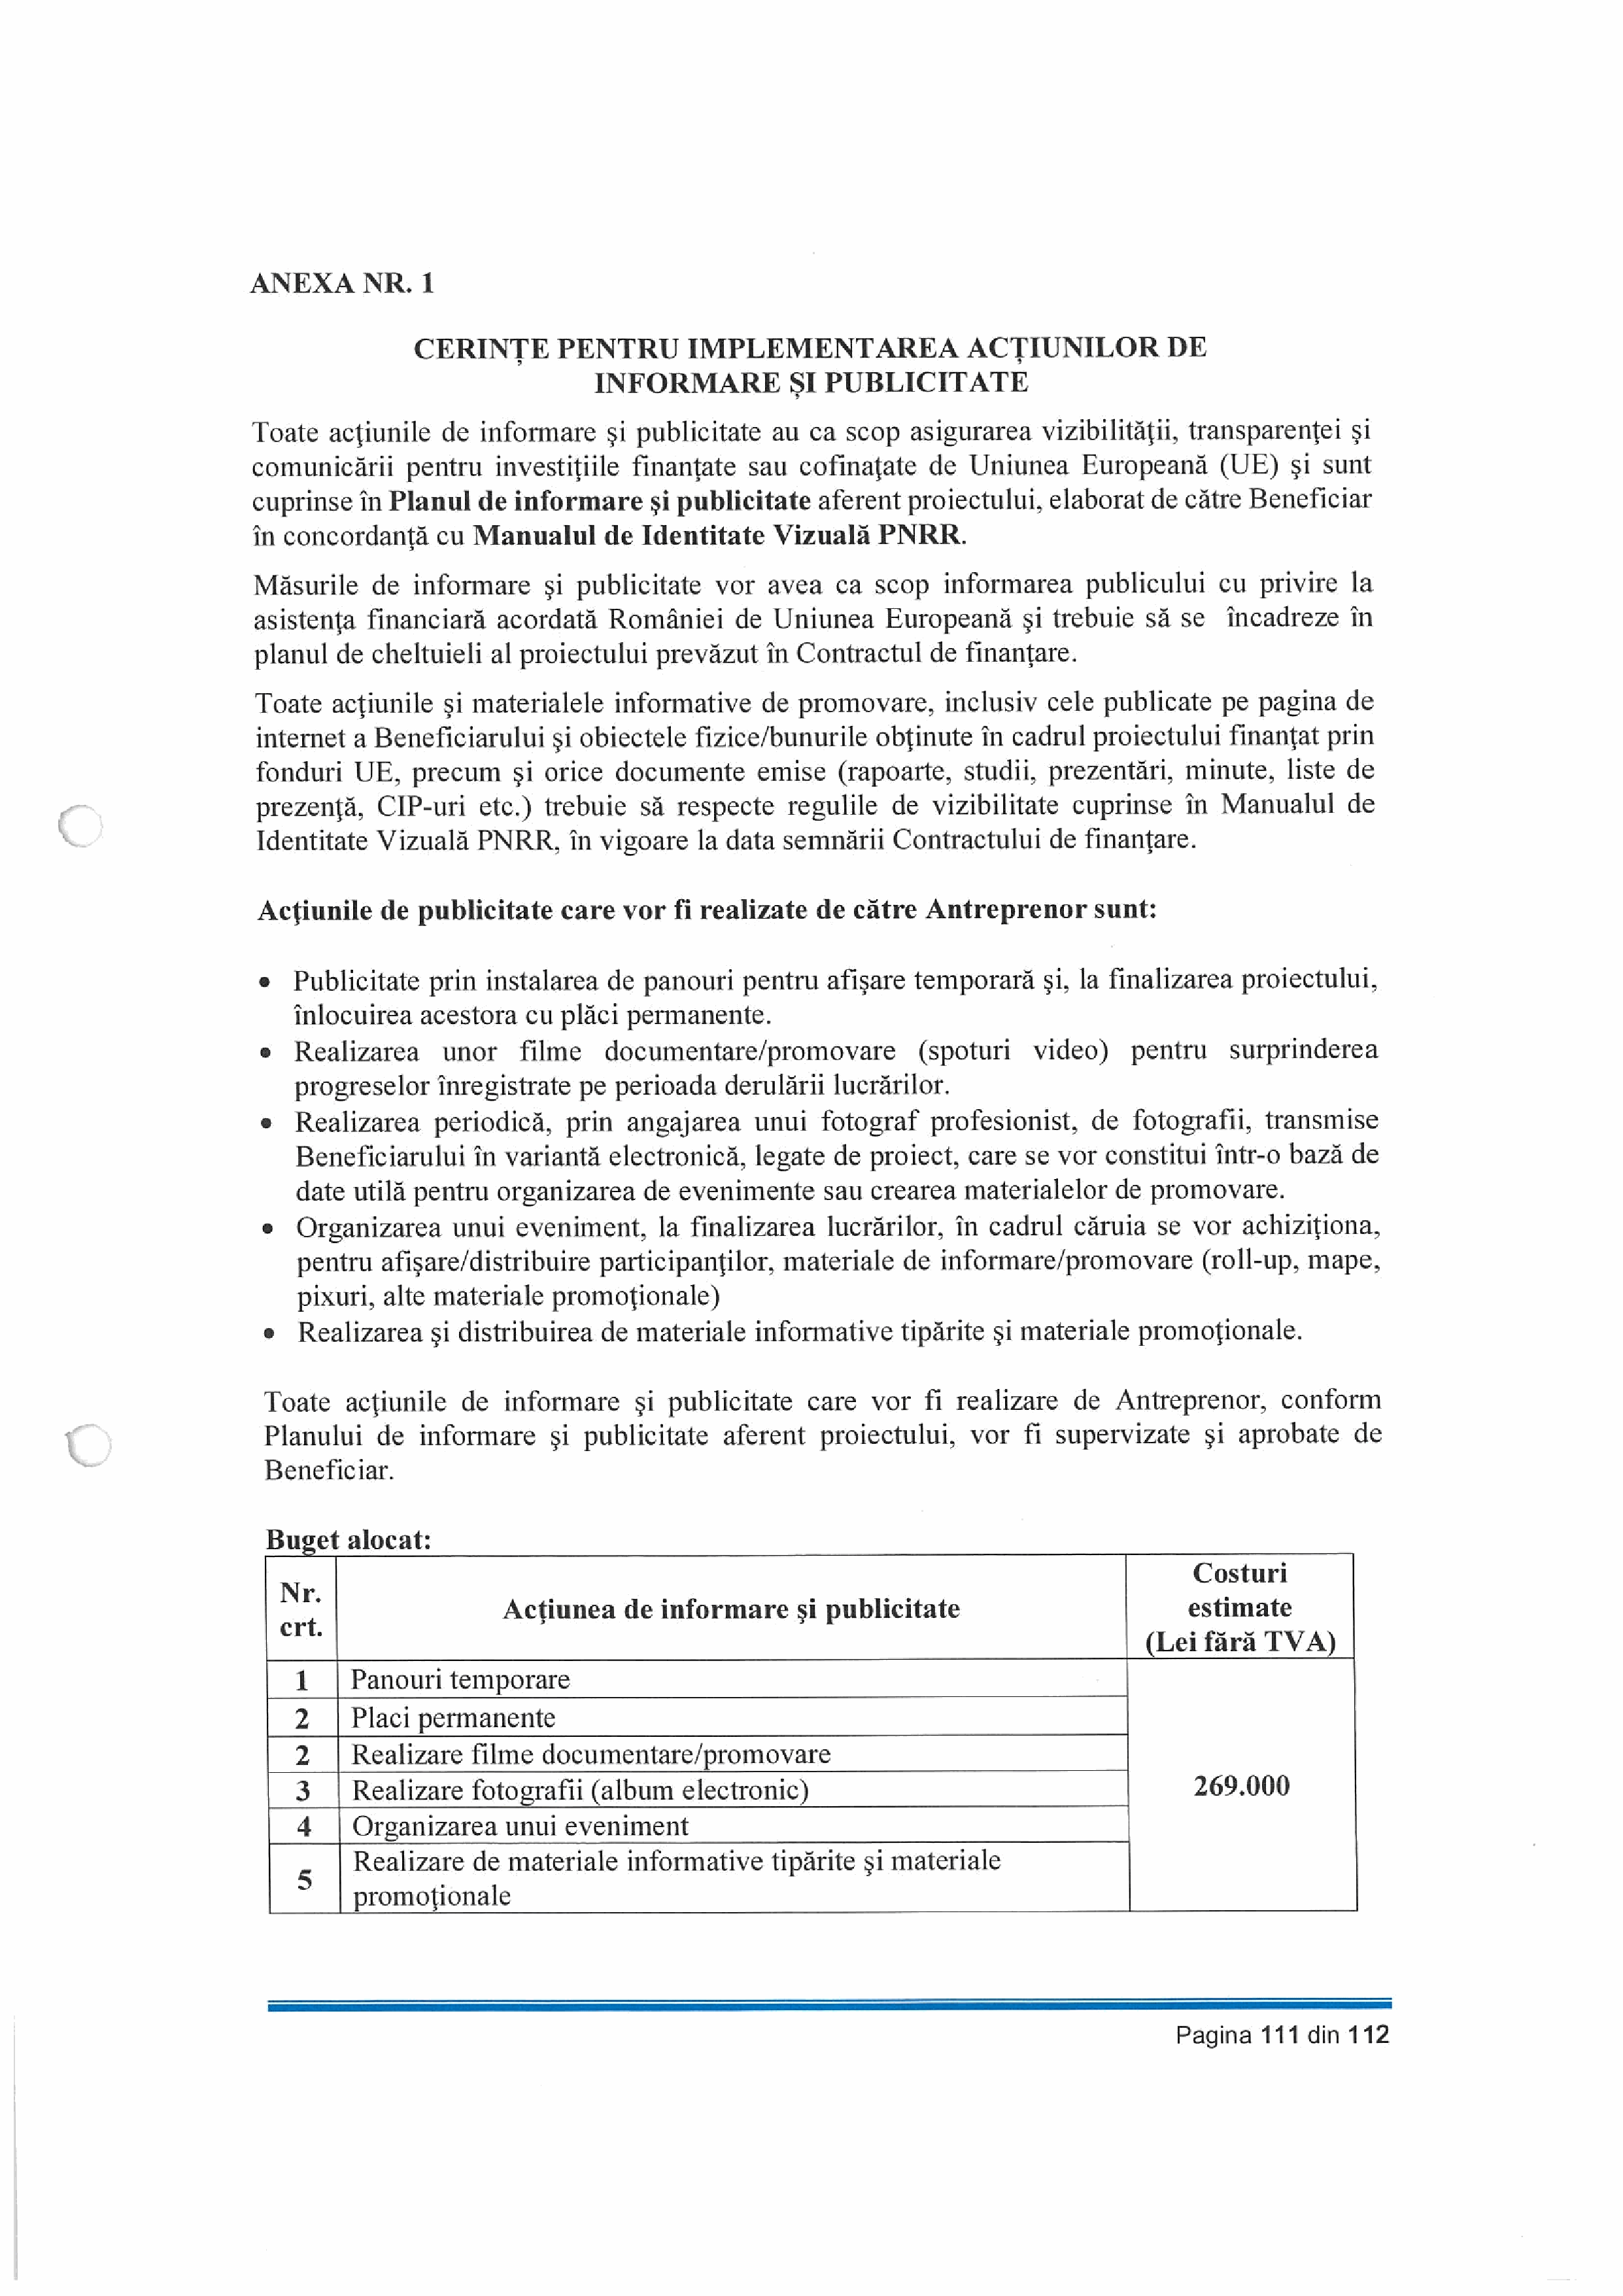 ANEXA NR. 1
CERINȚE PENTRU IMPLEMENTAREA ACȚIUNILOR DE
INFORMARE ȘI PUBLICITATE
Toate acţiunile de informare şi publicitate au ca scop asigurarea vizibilităţii, transparenţei şi
comunicării pentru investiţiile finanţate sau cofinaţate de Uniunea Europeană (UE) şi sunt
cuprinse în Planul de informare şi publicitate aferent proiectului, elaborat de către Beneficiar
în concordanţă cu Manualul de Identitate Vizuală PNRR.
Măsurile de informare şi publicitate vor avea ca scop informarea publicului cu privire la
asistenţa financiară acordată României de Uniunea Europeană şi trebuie să se încadreze în
planul de cheltuieli al proiectului prevăzut în Contractul de finanţare.
Toate acţiunile şi materialele informative de promovare, inclusiv cele publicate pe pagina de
internet a Beneficiarului şi obiectele fizice/bunurile obţinute în cadrul proiectului finanţat prin
fonduri UE, precum şi orice documente emise (rapoarte, studii, prezentări, minute, liste de
prezenţă, CIP-uri etc.) trebuie să respecte regulile de vizibilitate cuprinse în Manualul de
Identitate Vizuală PNRR, în vigoare la data semnării Contractului de finanţare.
Acţiunile de publicitate care vor fi realizate de către Antreprenor sunt:
• Publicitate prin instalarea de panouri pentru afişare temporară şi, la finalizarea proiectului,
înlocuirea acestora cu plăci permanente.
• Realizarea unor filme documentare/promovare (spoturi video) pentru surprinderea
progreselor înregistrate pe perioada derulării lucrărilor.
• Realizarea periodică, prin angajarea unui fotograf profesionist, de fotografii, transmise
Beneficiarului în variantă electronică, legate de proiect, care se vor constitui într-o bază de
date utilă pentru organizarea de evenimente sau crearea materialelor de promovare.
• Organizarea unui eveniment, la finalizarea lucrărilor, în cadrul căruia se vor achiziţiona,
pentru afişare/distribuire participanţilor, materiale de informare/promovare (roll-up, mape,
pixuri, alte materiale promoţionale)
• Realizarea şi distribuirea de materiale informative tipărite şi materiale promoţionale.
Toate acţiunile de informare şi publicitate care vor fi realizare de Antreprenor, conform
Planului de informare şi publicitate aferent proiectului, vor fi supervizate şi aprobate de
Beneficiar.
Buget alocat:
Nr.
crt.
Acţiunea de informare şi publicitate
Costuri
estimate
(Lei fără TVA)
1 Panouri temporare
2 Placi permanente
2 Realizare filme documentare/promovare
3 Realizare fotografii (album electronic)
269.000
4 Organizarea unui eveniment
5 Realizare de materiale informative tipărite şi materiale
promoţionale
Pagina 111 din 112